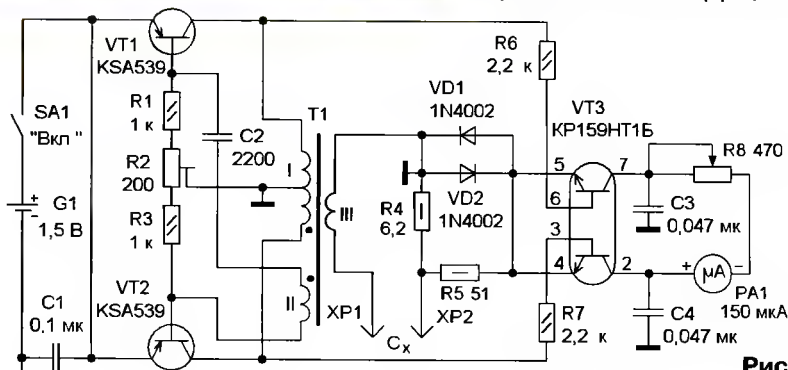 VT1
KSA539
SA1
"Вкл"
G1
1,5 В
+
−
R1
1 к
R2
200
R3
1 к
VT2
KSA539
C1
0,1 мк
C2
2200
T1
I
II
III
XP1
Cx
XP2
R4
6,2
R5 51
VD1
1N4002
VD2
1N4002
R6
2,2 к
VT3
КР159НТ1Б
5
7
6
3
4
2
R7
2,2 к
R8 470
C3
0,047 мк
+
μA
−
PA1
150 мкА
C4
0,047 мк
Рис